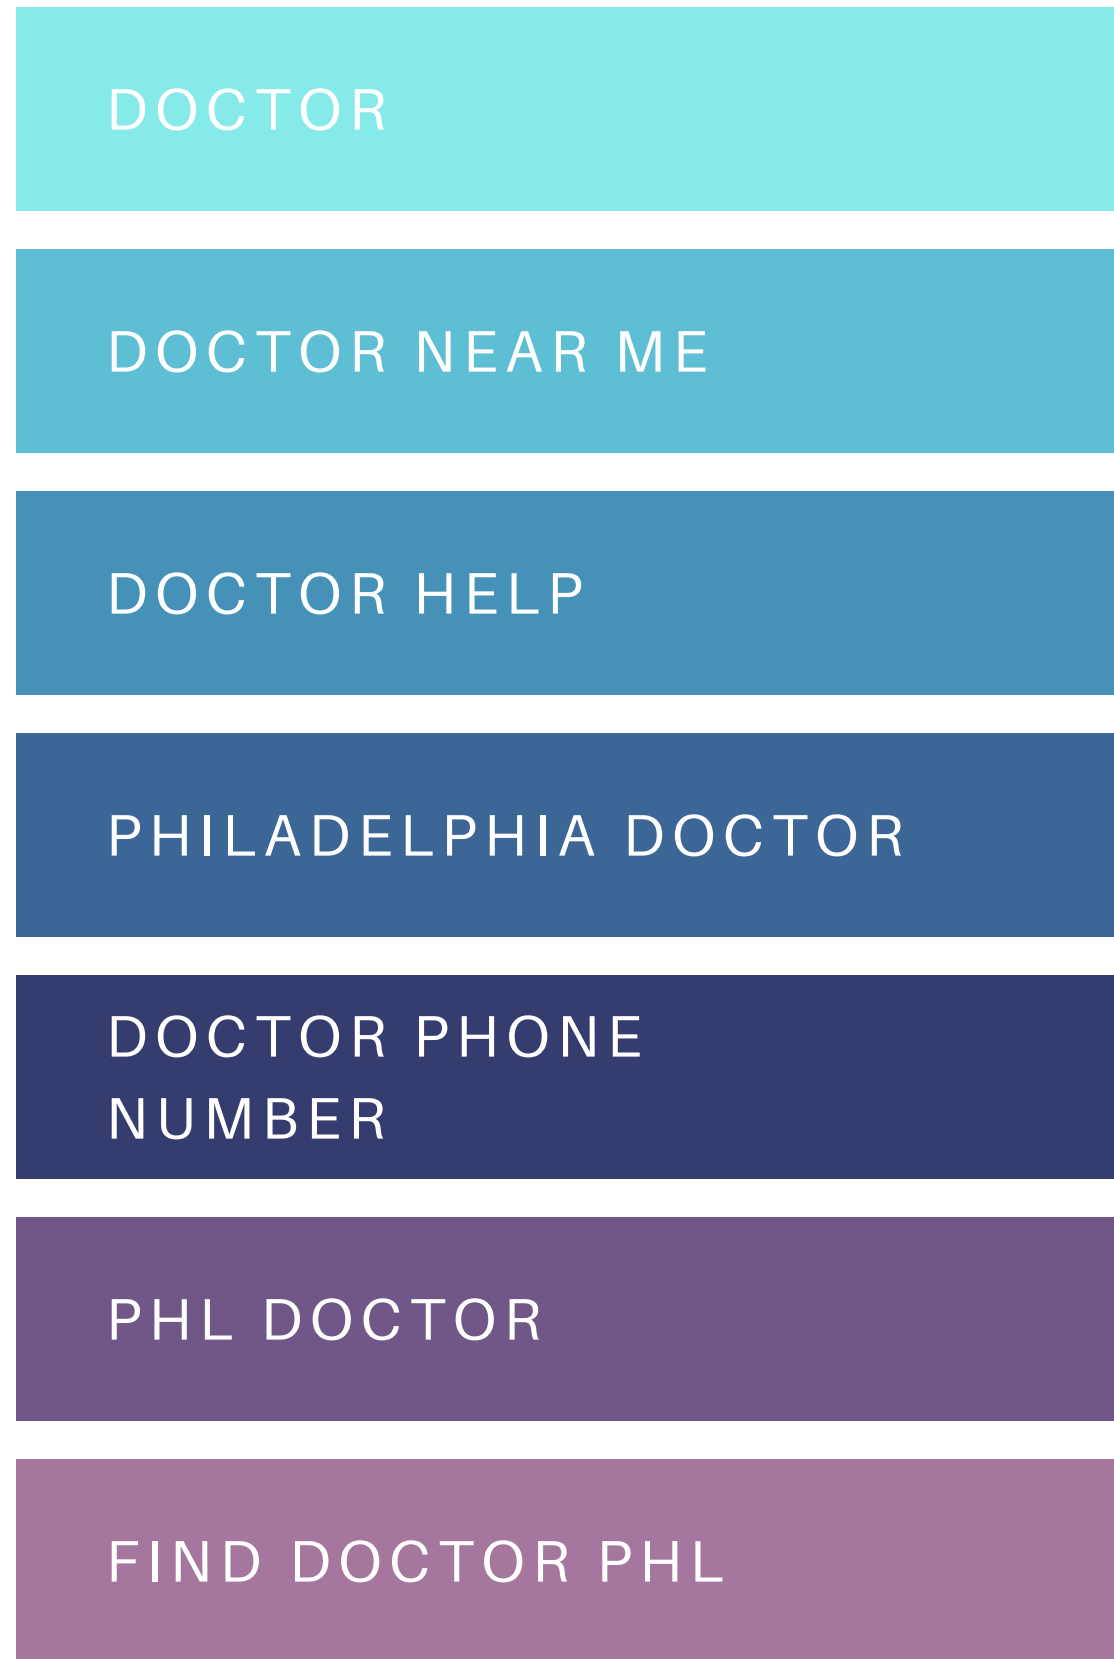 DOCTOR
DOCTOR NEAR ME
DOCTOR HELP
PHILADELPHIA DOCTOR
DOCTOR PHONE
NUMBER
PHL DOCTOR
FIND DOCTOR PHL